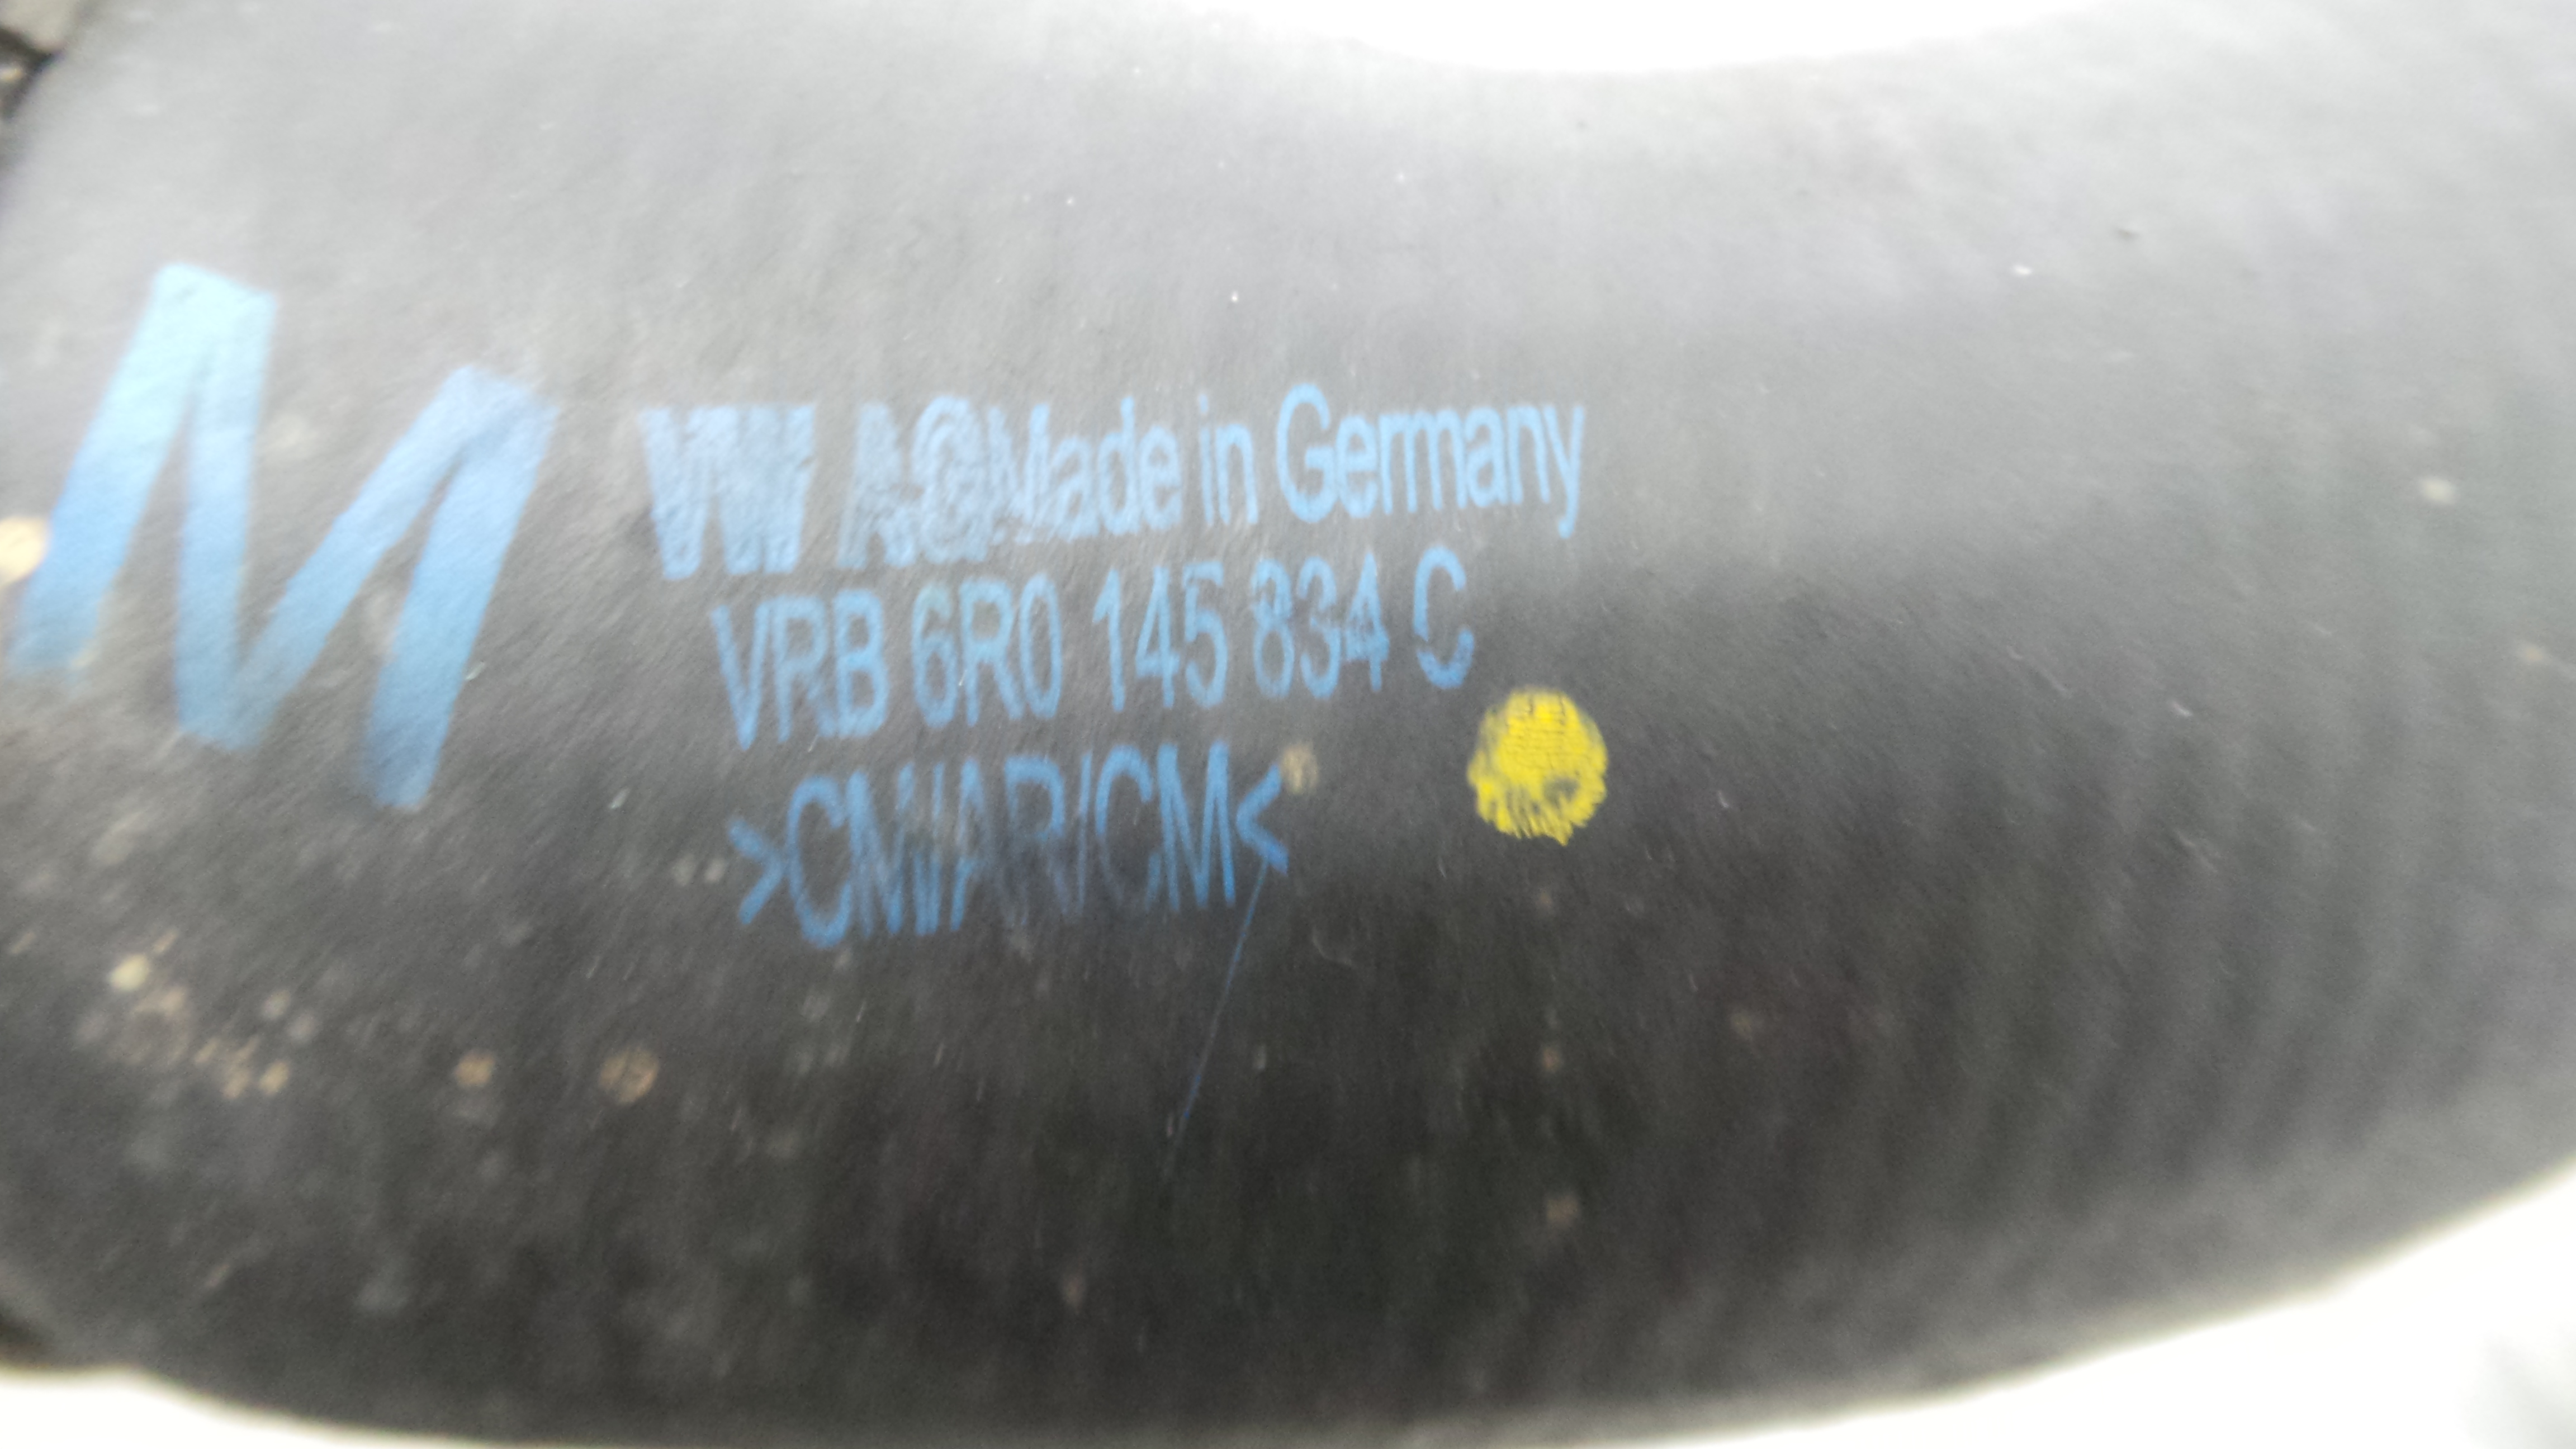 M
VW AG Made in Germany
VRB 6R0 145 834 C
>CM/AR/CM<